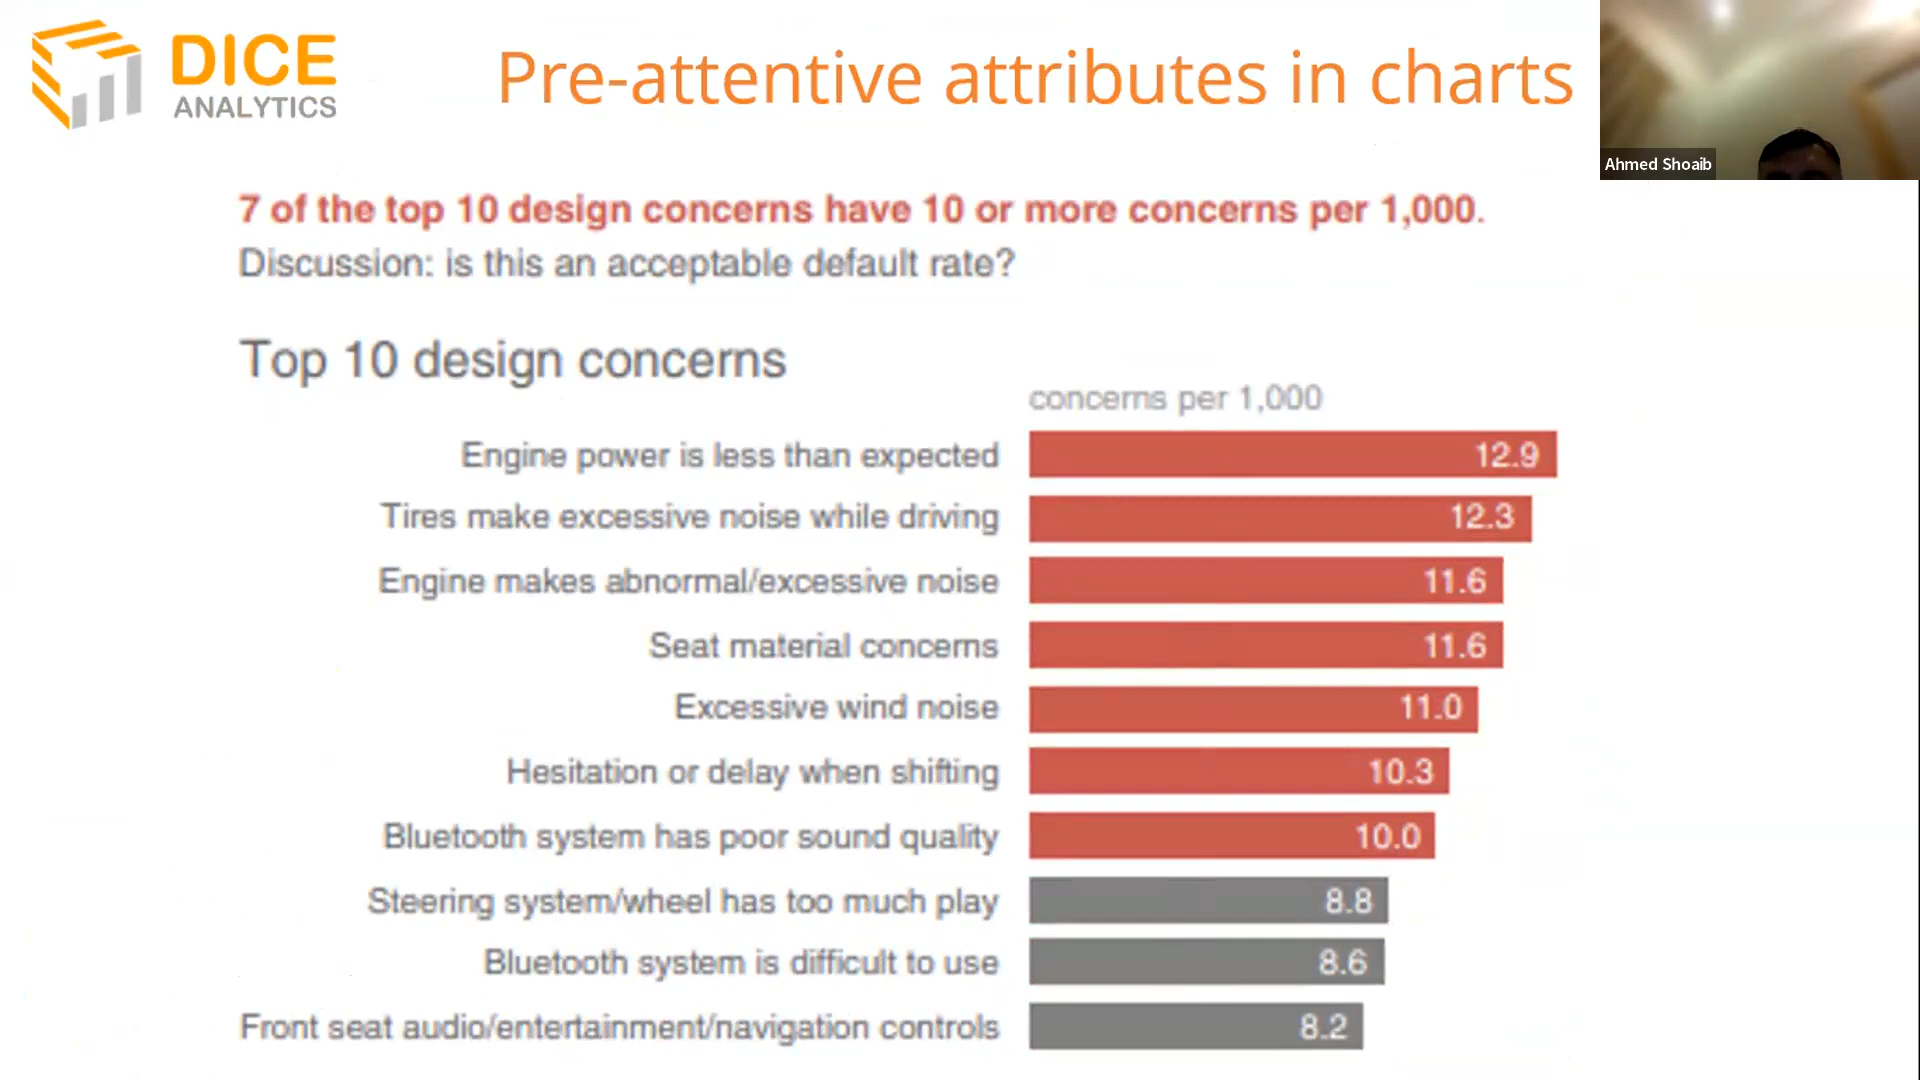 DICE
ANALYTICS
Pre-attentive attributes in charts
Ahmed Shoaib
7 of the top 10 design concerns have 10 or more concerns per 1,000.
Discussion: is this an acceptable default rate?
Top 10 design concerns
concerns per 1,000
Engine power is less than expected 12.9
Tires make excessive noise while driving 12.3
Engine makes abnormal/excessive noise 11.6
Seat material concerns 11.6
Excessive wind noise 11.0
Hesitation or delay when shifting 10.3
Bluetooth system has poor sound quality 10.0
Steering system/wheel has too much play 8.8
Bluetooth system is difficult to use 8.6
Front seat audio/entertainment/navigation controls 8.2